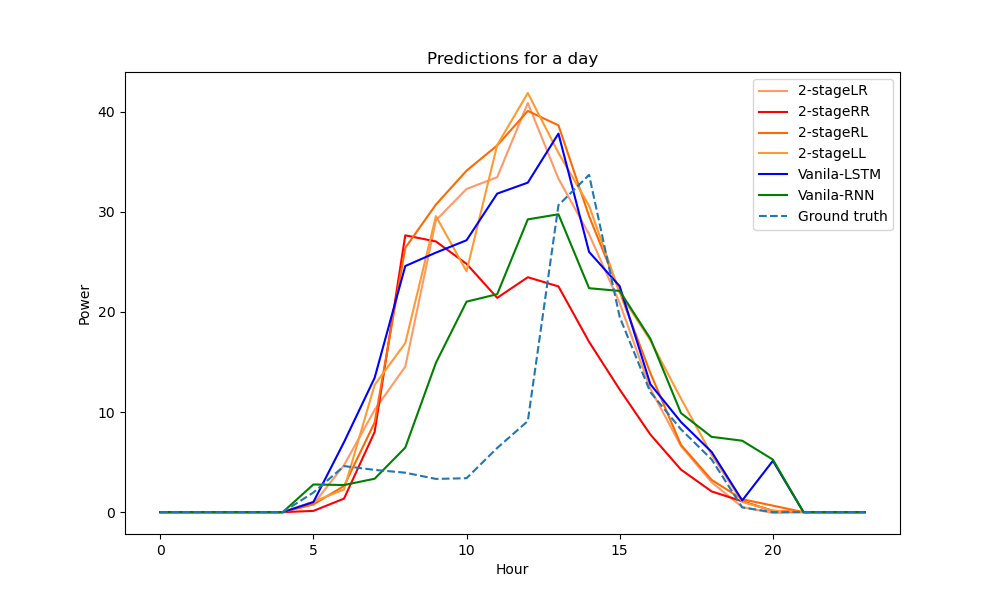 Predictions for a day
2-stageLR
2-stageRR
2-stageRL
2-stageLL
Vanila-LSTM
Vanila-RNN
Ground truth
Power
40
30
20
10
0
0 5 10 15 20
Hour